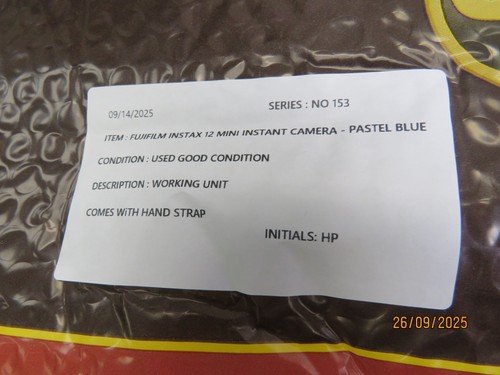 09/14/2025
SERIES : NO 153
ITEM : FUJIFILM INSTAX 12 MINI INSTANT CAMERA - PASTEL BLUE
CONDITION : USED GOOD CONDITION
DESCRIPTION : WORKING UNIT
COMES WiTH HAND STRAP
INITIALS: HP
26/09/2025